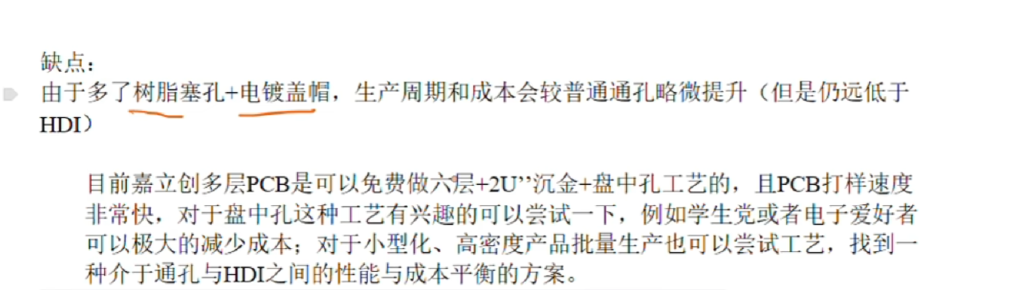 缺点：
由于多了树脂塞孔+电镀盖帽，生产周期和成本会较普通通孔略微提升（但是仍远低于
HDI）
目前嘉立创多层PCB是可以免费做六层+2U’’沉金+盘中孔工艺的，且PCB打样速度
非常快，对于盘中孔这种工艺有兴趣的可以尝试一下，例如学生党或者电子爱好者
可以极大的减少成本；对于小型化、高密度产品批量生产也可以尝试工艺，找到一
种介于通孔与HDI之间的性能与成本平衡的方案。